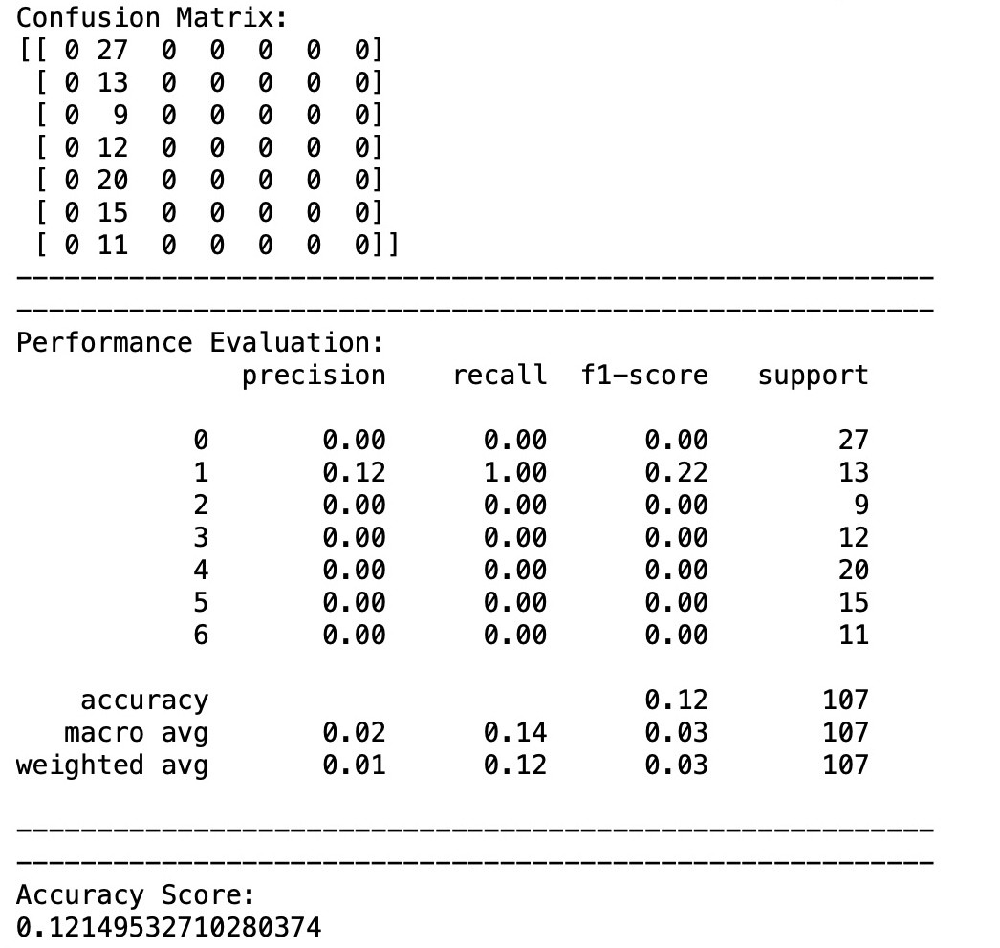 Confusion Matrix:
[[ 0 27  0  0  0  0  0]
 [ 0 13  0  0  0  0  0]
 [ 0  9  0  0  0  0  0]
 [ 0 12  0  0  0  0  0]
 [ 0 20  0  0  0  0  0]
 [ 0 15  0  0  0  0  0]
 [ 0 11  0  0  0  0  0]]
---------------------------------------------------------
---------------------------------------------------------
Performance Evaluation:
              precision    recall  f1-score   support

           0       0.00      0.00      0.00        27
           1       0.12      1.00      0.22        13
           2       0.00      0.00      0.00         9
           3       0.00      0.00      0.00        12
           4       0.00      0.00      0.00        20
           5       0.00      0.00      0.00        15
           6       0.00      0.00      0.00        11

    accuracy                           0.12       107
   macro avg       0.02      0.14      0.03       107
weighted avg       0.01      0.12      0.03       107

---------------------------------------------------------
---------------------------------------------------------
Accuracy Score:
0.12149532710280374